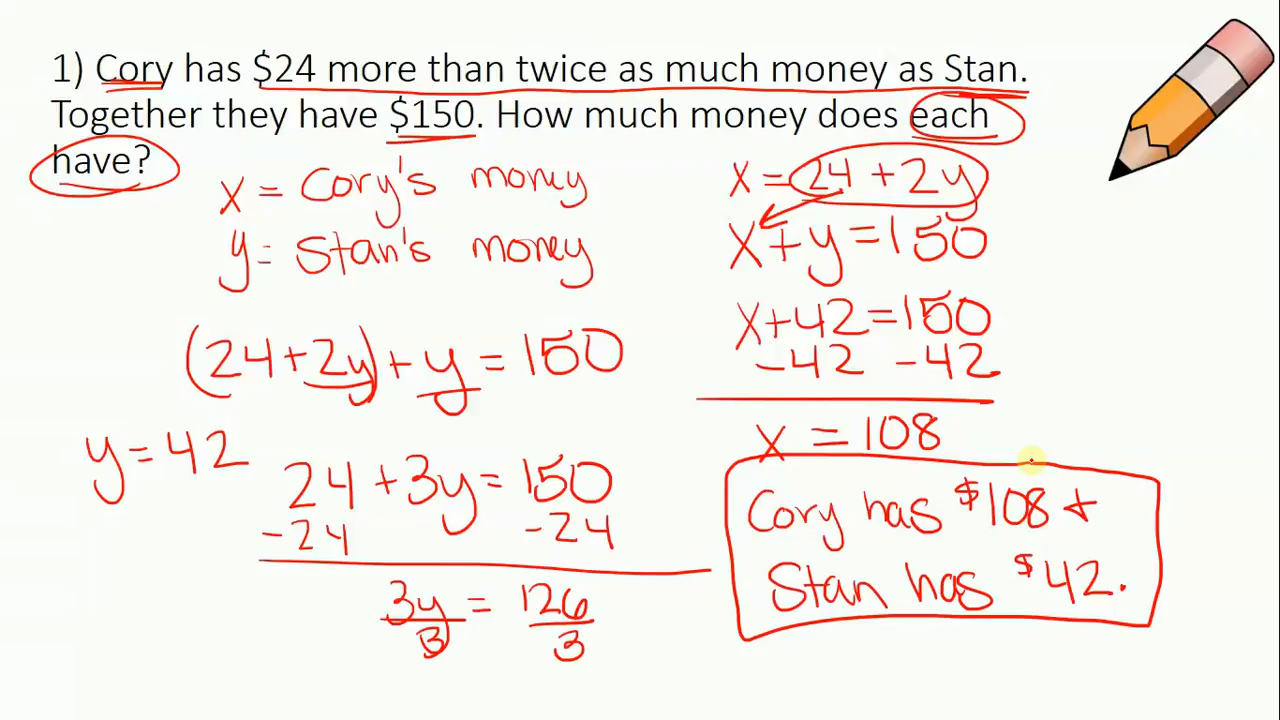 1) Cory has $24 more than twice as much money as Stan.
Together they have $150. How much money does each
have?
x = Cory's money
y = Stan's money
(24+2y) + y = 150
y = 42
24 + 3y = 150
-24 -24
3y = 126
3 3
x = 24 + 2y
x + y = 150
x + 42 = 150
-42 -42
x = 108
Cory has $108 &
Stan has $42.